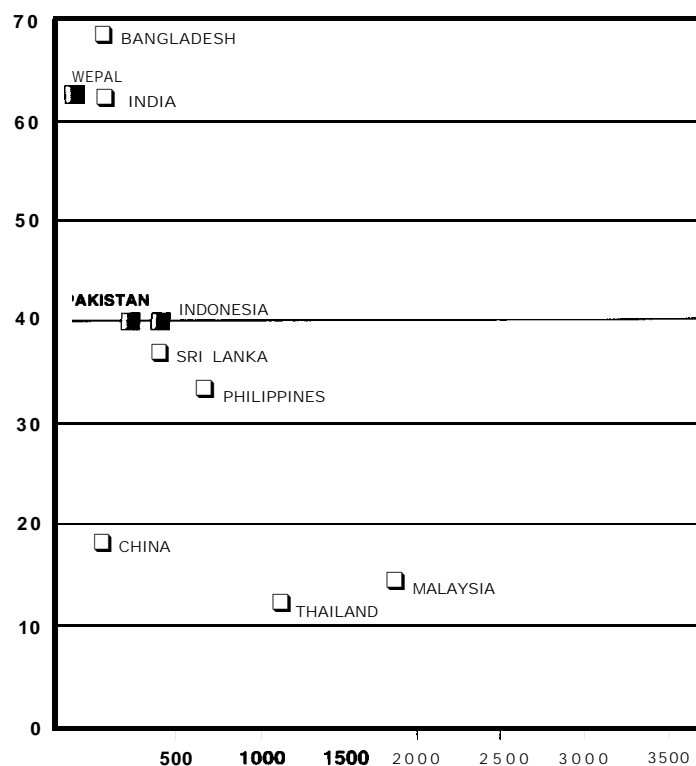 70
BANGLADESH
WEPAL
INDIA
60
50
'AKISTAN
INDONESIA
40
SRI LANKA
PHILIPPINES
30
20
CHINA
MALAYSIA
THAILAND
10
0
500 1000 1500 2000 2500 3000 3500